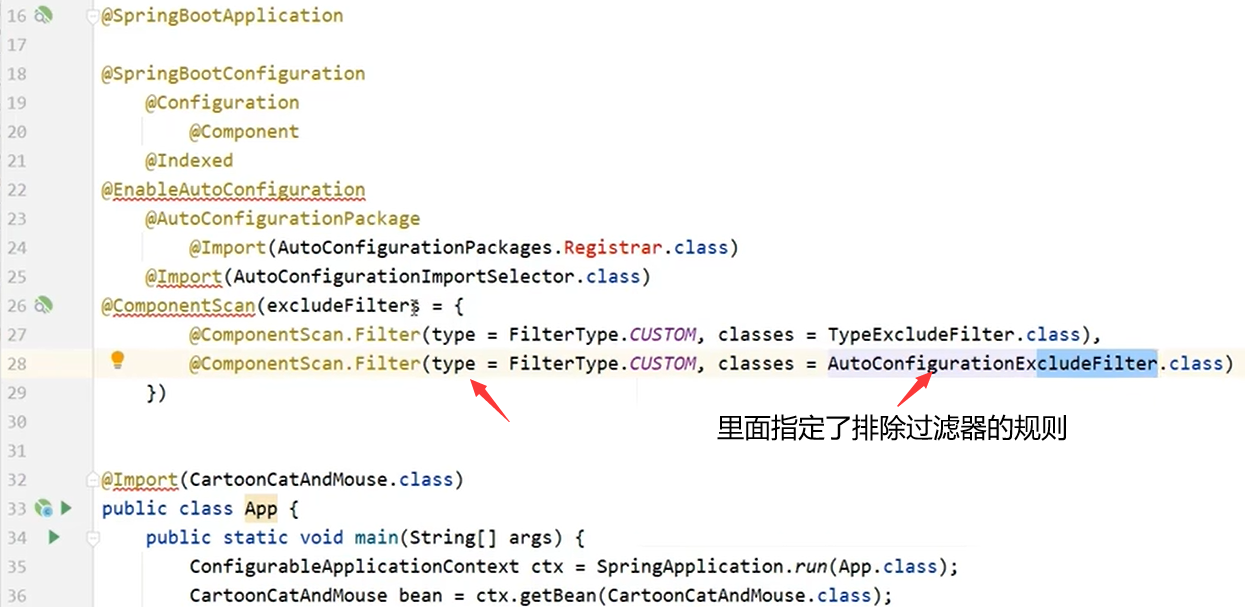 16 @SpringBootApplication
17
18 @SpringBootConfiguration
19 @Configuration
20 @Component
21 @Indexed
22 @EnableAutoConfiguration
23 @AutoConfigurationPackage
24 @Import(AutoConfigurationPackages.Registrar.class)
25 @Import(AutoConfigurationImportSelector.class)
26 @ComponentScan(excludeFilters = {
27 @ComponentScan.Filter(type = FilterType.CUSTOM, classes = TypeExcludeFilter.class),
28 @ComponentScan.Filter(type = FilterType.CUSTOM, classes = AutoConfigurationExcludeFilter.class)
29 })
里面指定了排除过滤器的规则
30
31
32 @Import(CartoonCatAndMouse.class)
33 public class App {
34 public static void main(String[] args) {
35 ConfigurableApplicationContext ctx = SpringApplication.run(App.class);
36 CartoonCatAndMouse bean = ctx.getBean(CartoonCatAndMouse.class);